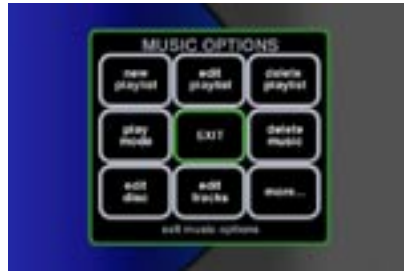 MUSIC OPTIONS
new
playlist
edit
playlist
delete
playlist
play
mode
EXIT
delete
music
edit
disc
edit
tracks
more...
exit music options